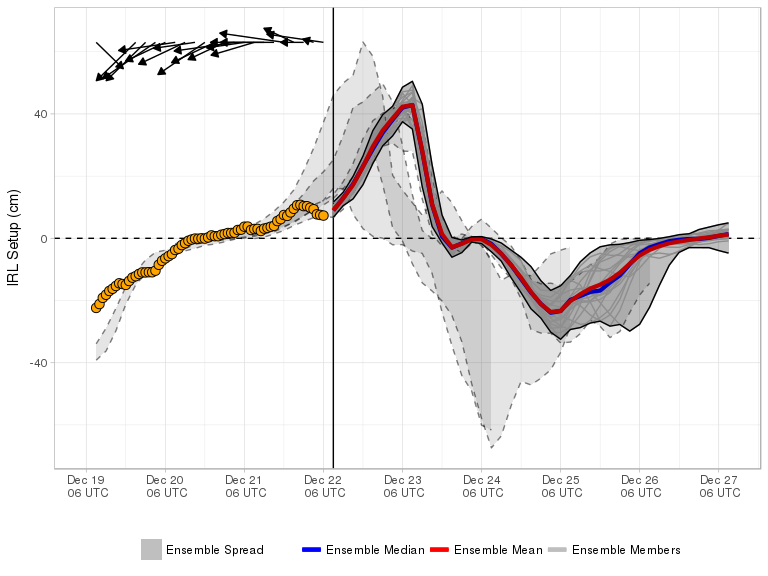 IRL Setup (cm)
40
0
-40
Dec 19 Dec 20 Dec 21 Dec 22 Dec 23 Dec 24 Dec 25 Dec 26 Dec 27
06 UTC 06 UTC 06 UTC 06 UTC 06 UTC 06 UTC 06 UTC 06 UTC 06 UTC
Ensemble Spread Ensemble Median Ensemble Mean Ensemble Members